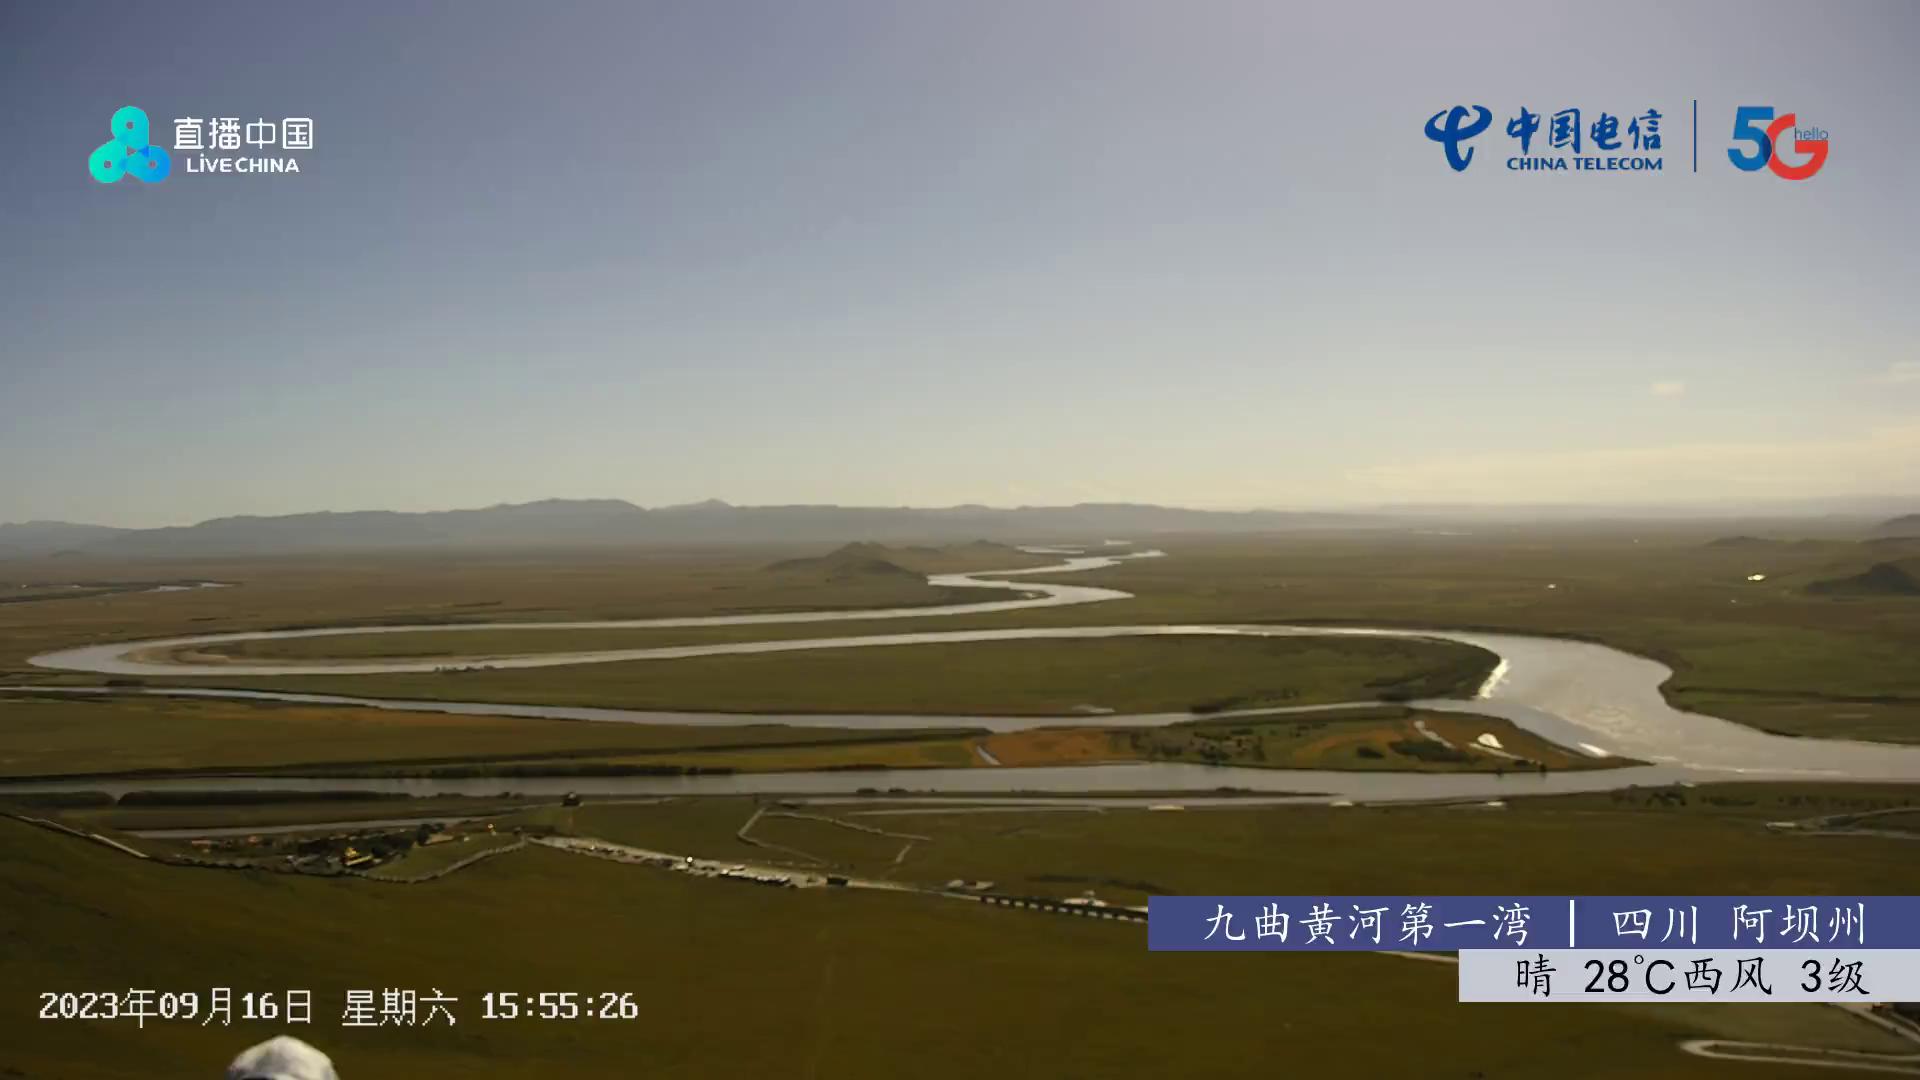 直播中国
LiVECHINA
中国电信
CHINA TELECOM
5G
hello
九曲黄河第一湾 | 四川 阿坝州
晴 28℃西风 3级
2023年09月16日 星期六 15:55:26